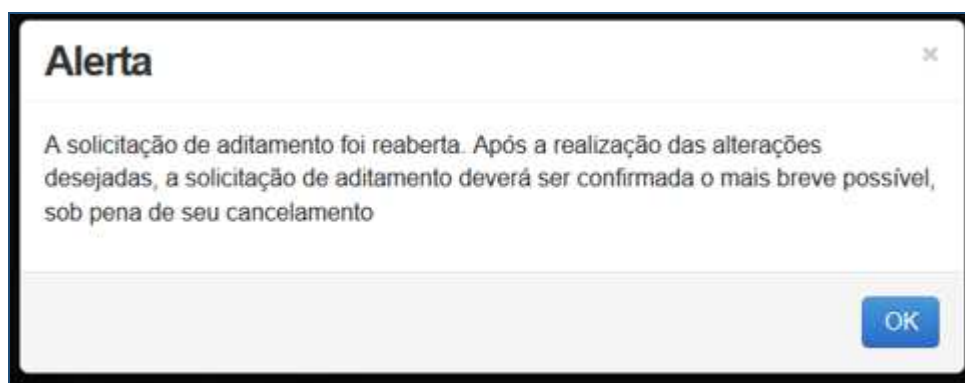 Alerta
×
A solicitação de aditamento foi reaberta. Após a realização das alterações
desejadas, a solicitação de aditamento deverá ser confirmada o mais breve possível,
sob pena de seu cancelamento
OK